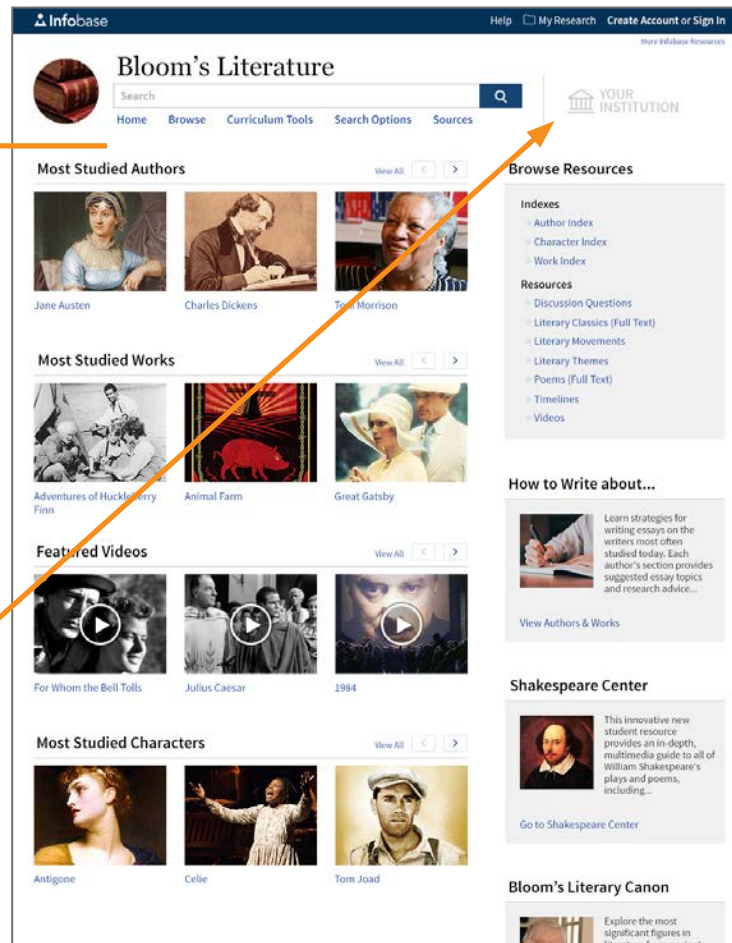 Infobase
Help My Research Create Account or Sign In
More Infobase Resources
Bloom's Literature
Search
YOUR
INSTITUTION
Home Browse Curriculum Tools Search Options Sources
Most Studied Authors
View All
Jane Austen
Charles Dickens
Toni Morrison
Most Studied Works
View All
Adventures of Huckleberry
Finn
Animal Farm
Great Gatsby
Featured Videos
View All
For Whom the Bell Tolls
Julius Caesar
1984
Most Studied Characters
View All
Antigone
Celie
Tom Joad
Browse Resources
Indexes
Author Index
Character Index
Work Index
Resources
Discussion Questions
Literary Classics (Full Text)
Literary Movements
Literary Themes
Poems (Full Text)
Timelines
Videos
How to Write about...
Learn strategies for
writing essays on the
writers most often
studied today. Each
author's section provides
suggested essay topics
and research advice...
View Authors & Works
Shakespeare Center
This innovative new
student resource
provides an in-depth,
multimedia guide to all of
William Shakespeare's
plays and poems,
including...
Go to Shakespeare Center
Bloom's Literary Canon
Explore the most
significant figures in